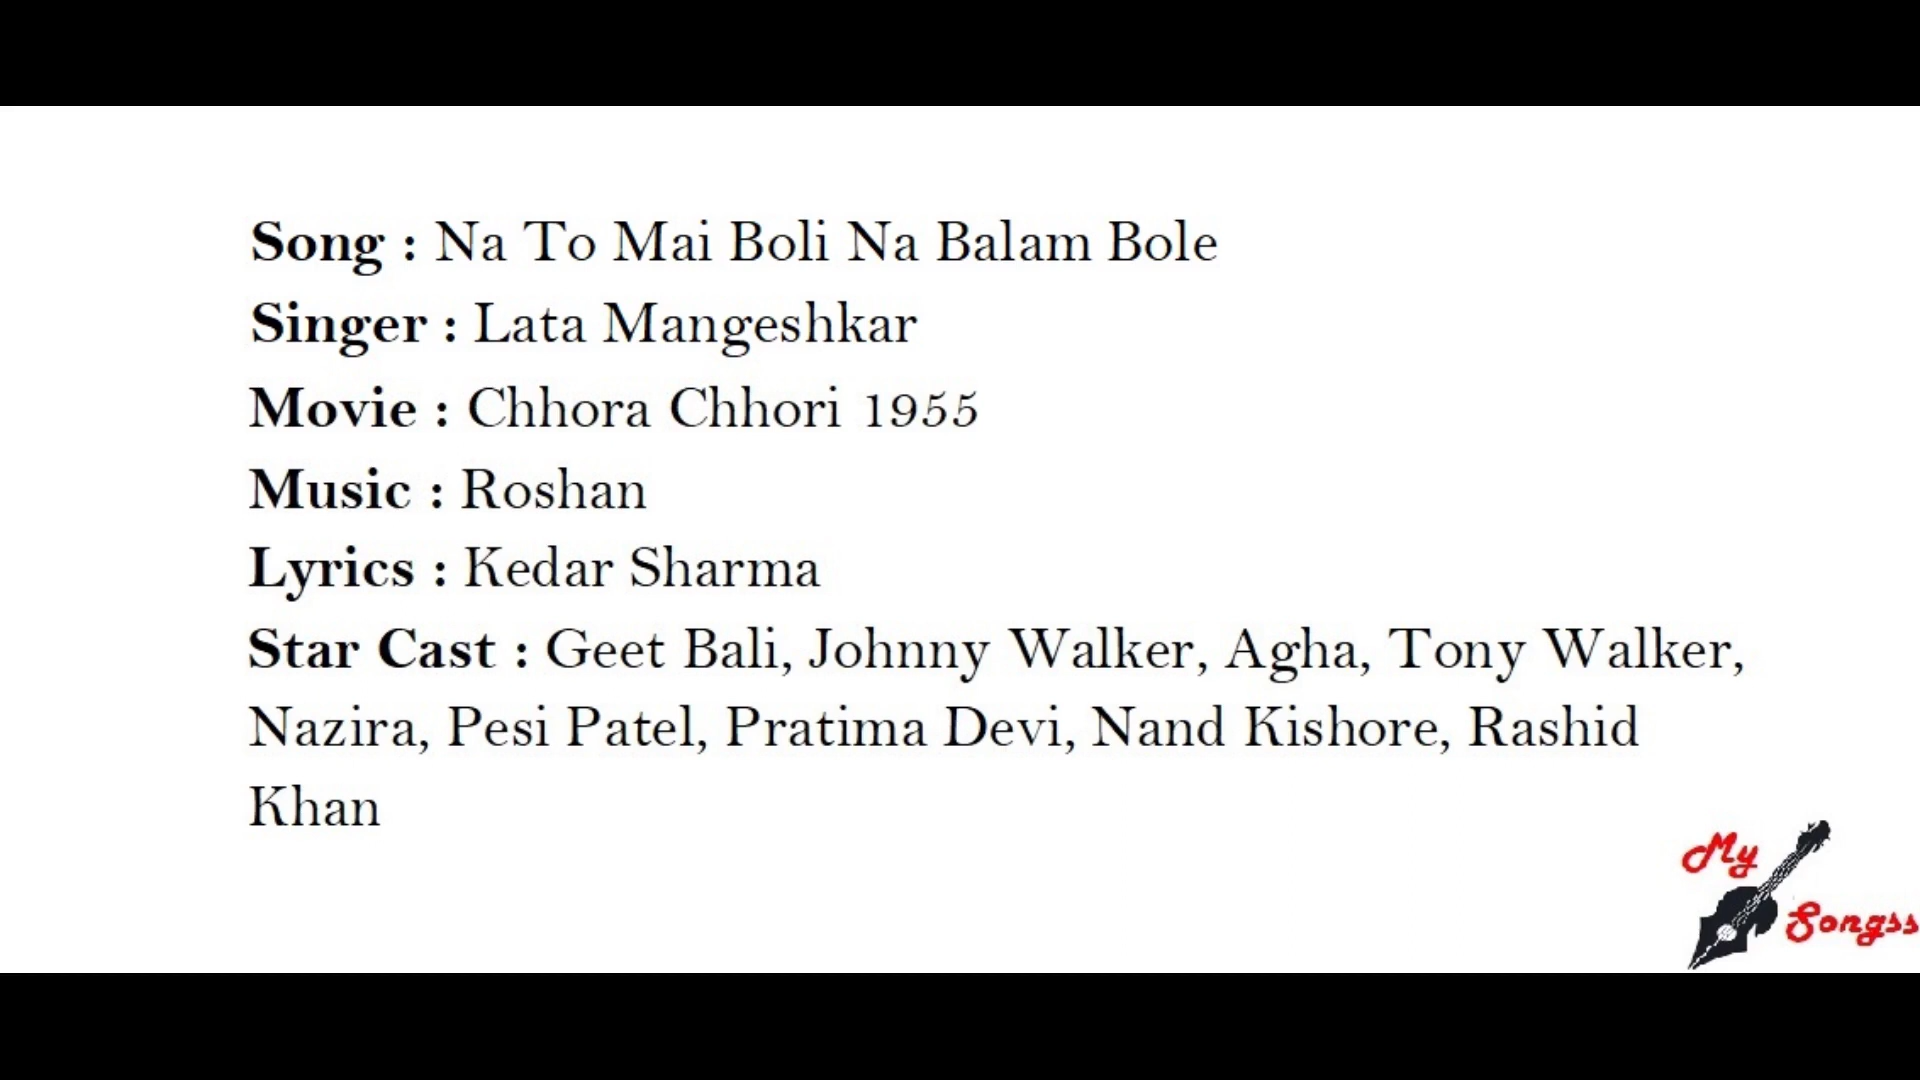 Song : Na To Mai Boli Na Balam Bole
Singer : Lata Mangeshkar
Movie : Chhora Chhori 1955
Music : Roshan
Lyrics : Kedar Sharma
Star Cast : Geet Bali, Johnny Walker, Agha, Tony Walker,
Nazira, Pesi Patel, Pratima Devi, Nand Kishore, Rashid
Khan
My
Songss